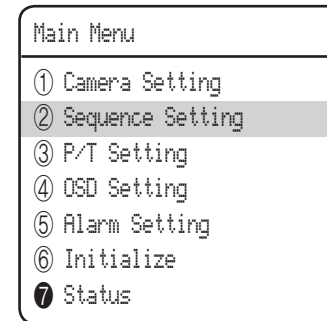 Main Menu
① Camera Setting
② Sequence Setting
③ P/T Setting
④ OSD Setting
⑤ Alarm Setting
⑥ Initialize
❼ Status